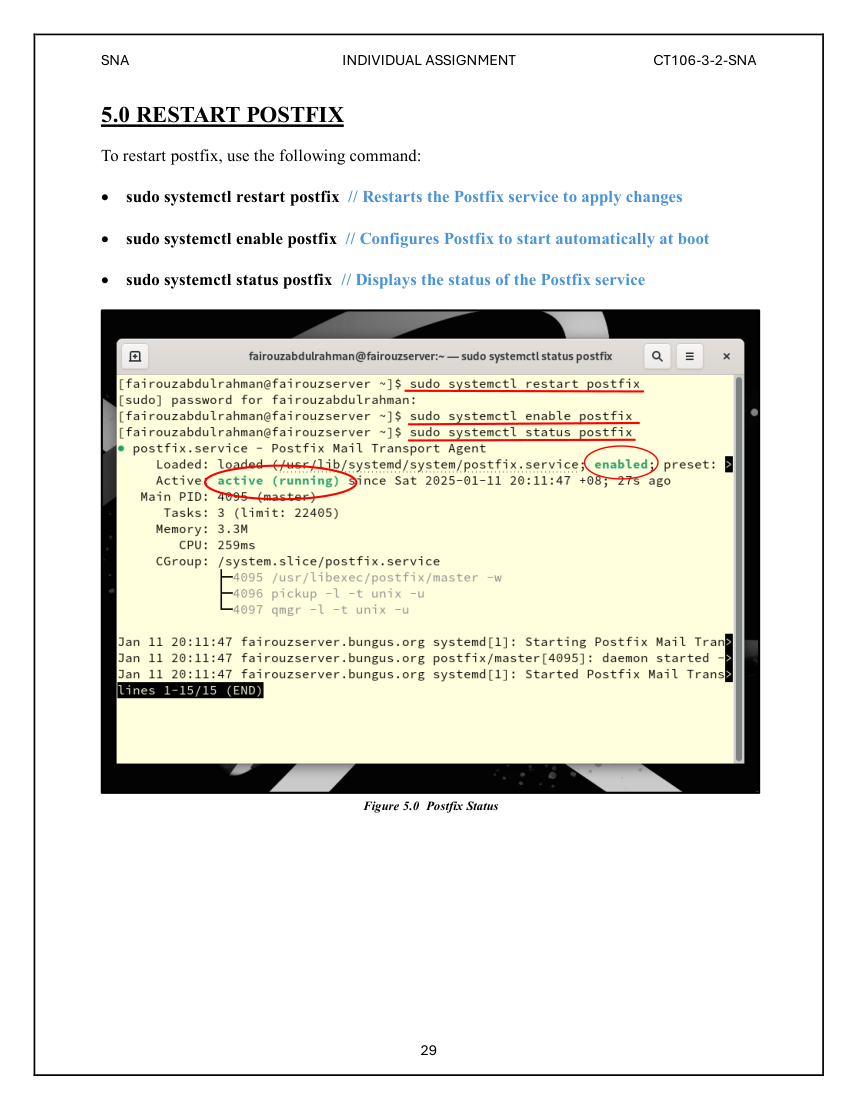 SNA INDIVIDUAL ASSIGNMENT CT106-3-2-SNA
5.0 RESTART POSTFIX
To restart postfix, use the following command:
• sudo systemctl restart postfix // Restarts the Postfix service to apply changes
• sudo systemctl enable postfix // Configures Postfix to start automatically at boot
• sudo systemctl status postfix // Displays the status of the Postfix service
fairouzabdulrahman@fairouzserver:~ — sudo systemctl status postfix
[fairouzabdulrahman@fairouzserver ~]$ sudo systemctl restart postfix
[sudo] password for fairouzabdulrahman:
[fairouzabdulrahman@fairouzserver ~]$ sudo systemctl enable postfix
[fairouzabdulrahman@fairouzserver ~]$ sudo systemctl status postfix
● postfix.service - Postfix Mail Transport Agent
Loaded: loaded (/usr/lib/systemd/system/postfix.service; enabled; preset: >
Active: active (running) since Sat 2025-01-11 20:11:47 +08; 27s ago
Main PID: 4095 (master)
Tasks: 3 (limit: 22405)
Memory: 3.3M
CPU: 259ms
CGroup: /system.slice/postfix.service
├─4095 /usr/libexec/postfix/master -w
├─4096 pickup -l -t unix -u
└─4097 qmgr -l -t unix -u
Jan 11 20:11:47 fairouzserver.bungus.org systemd[1]: Starting Postfix Mail Tran>
Jan 11 20:11:47 fairouzserver.bungus.org postfix/master[4095]: daemon started ->
Jan 11 20:11:47 fairouzserver.bungus.org systemd[1]: Started Postfix Mail Trans>
lines 1-15/15 (END)
Figure 5.0 Postfix Status
29